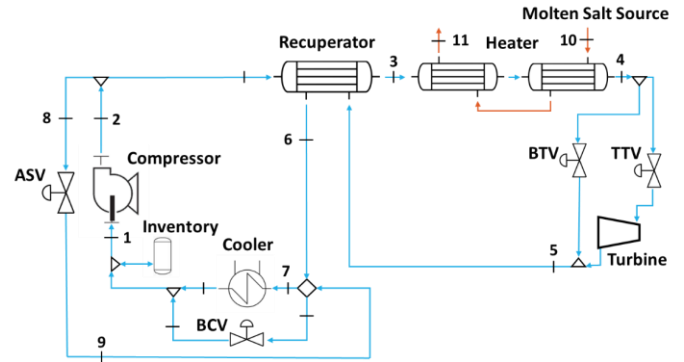 Molten Salt Source
Recuperator
11
Heater
10
3
4
8
2
6
ASV
Compressor
BTV
TTV
Inventory
1
Cooler
7
5
Turbine
BCV
9